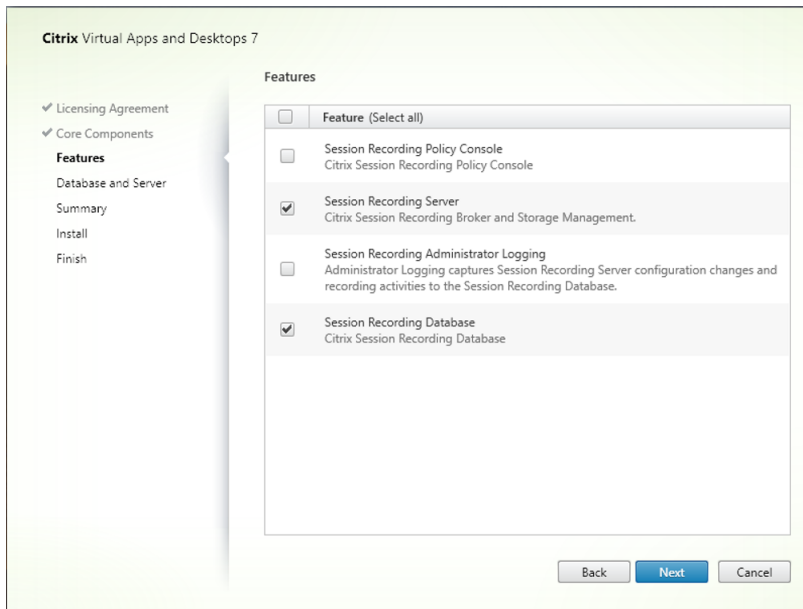 Citrix Virtual Apps and Desktops 7
Features
Licensing Agreement
Core Components
Features
Database and Server
Summary
Install
Finish
Feature (Select all)
Session Recording Policy Console
Citrix Session Recording Policy Console
Session Recording Server
Citrix Session Recording Broker and Storage Management.
Session Recording Administrator Logging
Administrator Logging captures Session Recording Server configuration changes and
recording activities to the Session Recording Database.
Session Recording Database
Citrix Session Recording Database
Back
Next
Cancel